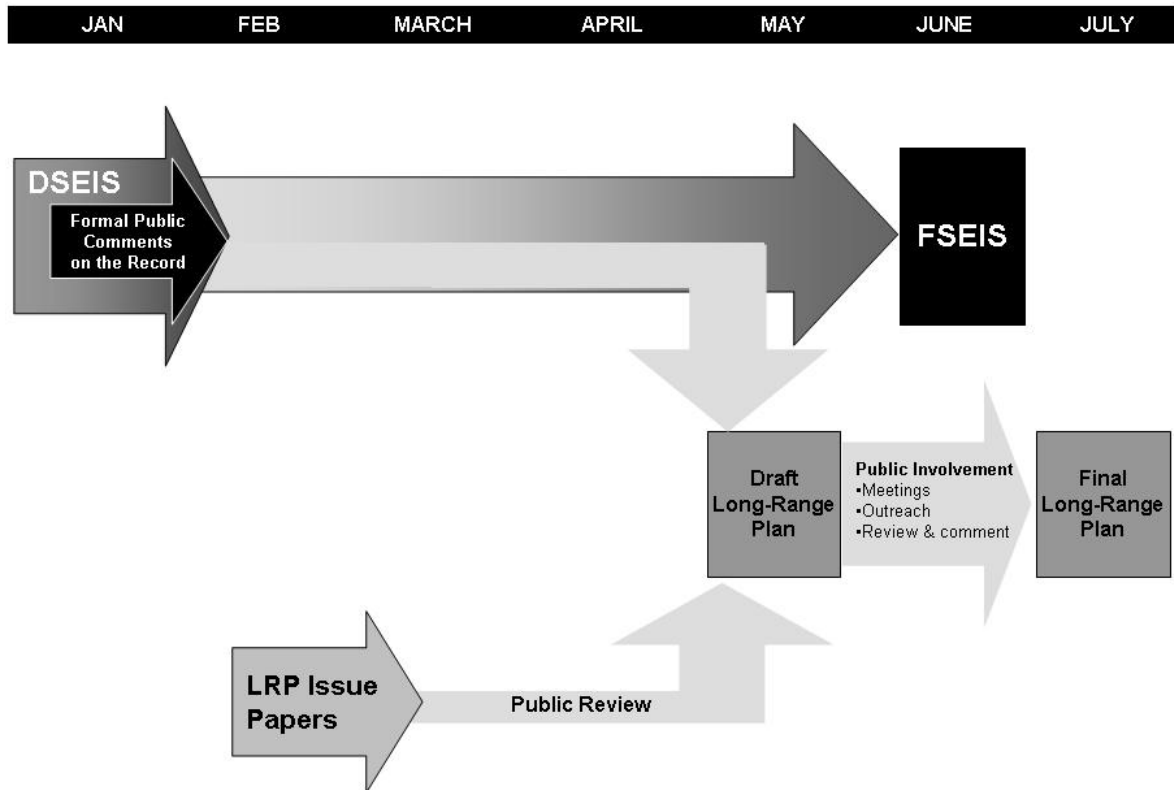 JAN FEB MARCH APRIL MAY JUNE JULY
DSEIS
Formal Public
Comments
on the Record
FSEIS
Draft
Long-Range
Plan
Public Involvement
▪Meetings
▪Outreach
▪Review & comment
Final
Long-Range
Plan
LRP Issue
Papers
Public Review